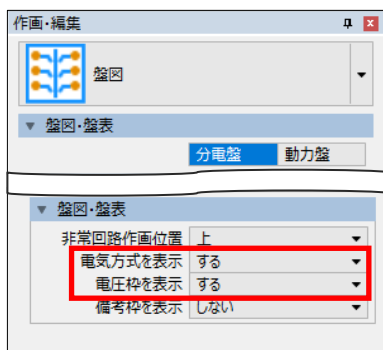 作画・編集
盤図
盤図・盤表
分電盤 動力盤
盤図・盤表
非常回路作画位置 上
電気方式を表示 する
電圧枠を表示 する
備考枠を表示 しない